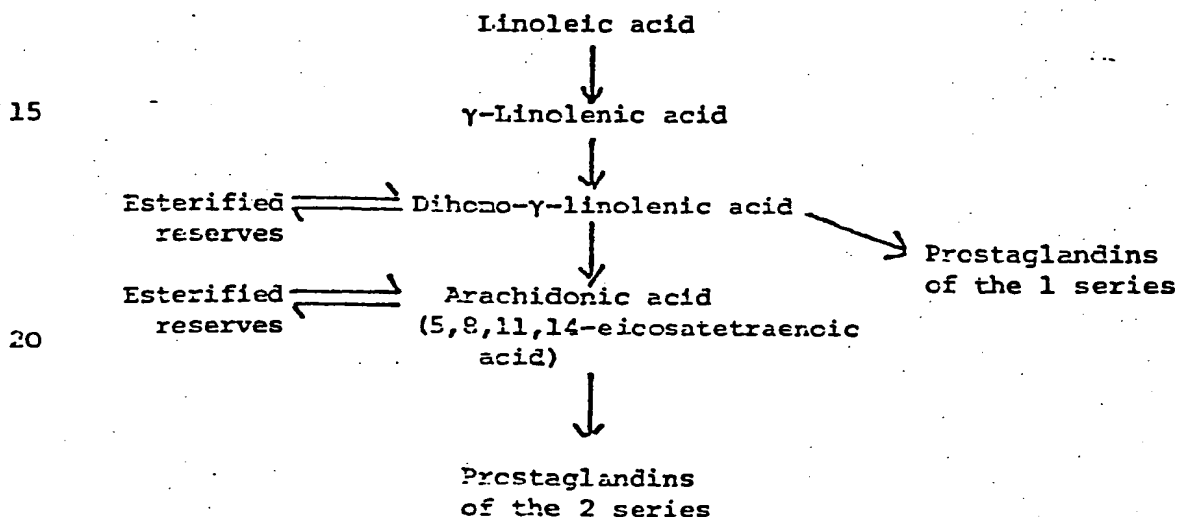 Linoleic acid
15
γ-Linolenic acid
Esterified
reserves
Dihomo-γ-linolenic acid
Prostaglandins
of the 1 series
Esterified
reserves
Arachidonic acid
(5,8,11,14-eicosatetraenoic
acid)
20
Prostaglandins
of the 2 series